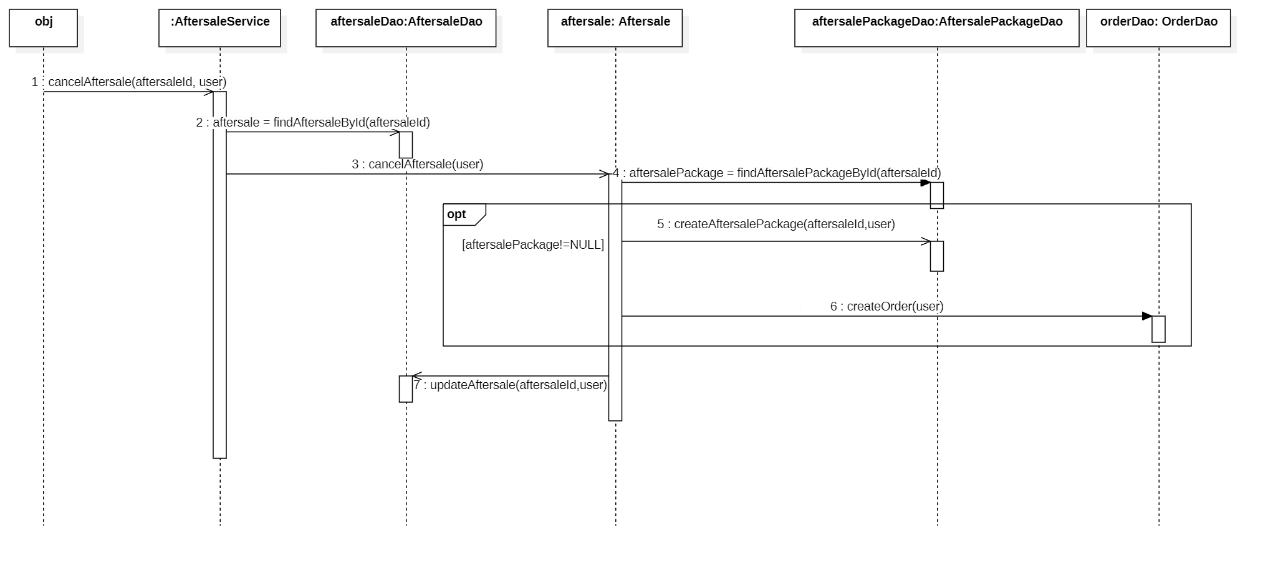 obj
:AftersaleService
aftersaleDao:AftersaleDao
aftersale: Aftersale
aftersalePackageDao:AftersalePackageDao
orderDao: OrderDao
1 : cancelAftersale(aftersaleId, user)
2 : aftersale = findAftersaleById(aftersaleId)
3 : cancelAftersale(user)
4 : aftersalePackage = findAftersalePackageById(aftersaleId)
opt
5 : createAftersalePackage(aftersaleId,user)
[aftersalePackage!=NULL]
6 : createOrder(user)
7 : updateAftersale(aftersaleId,user)